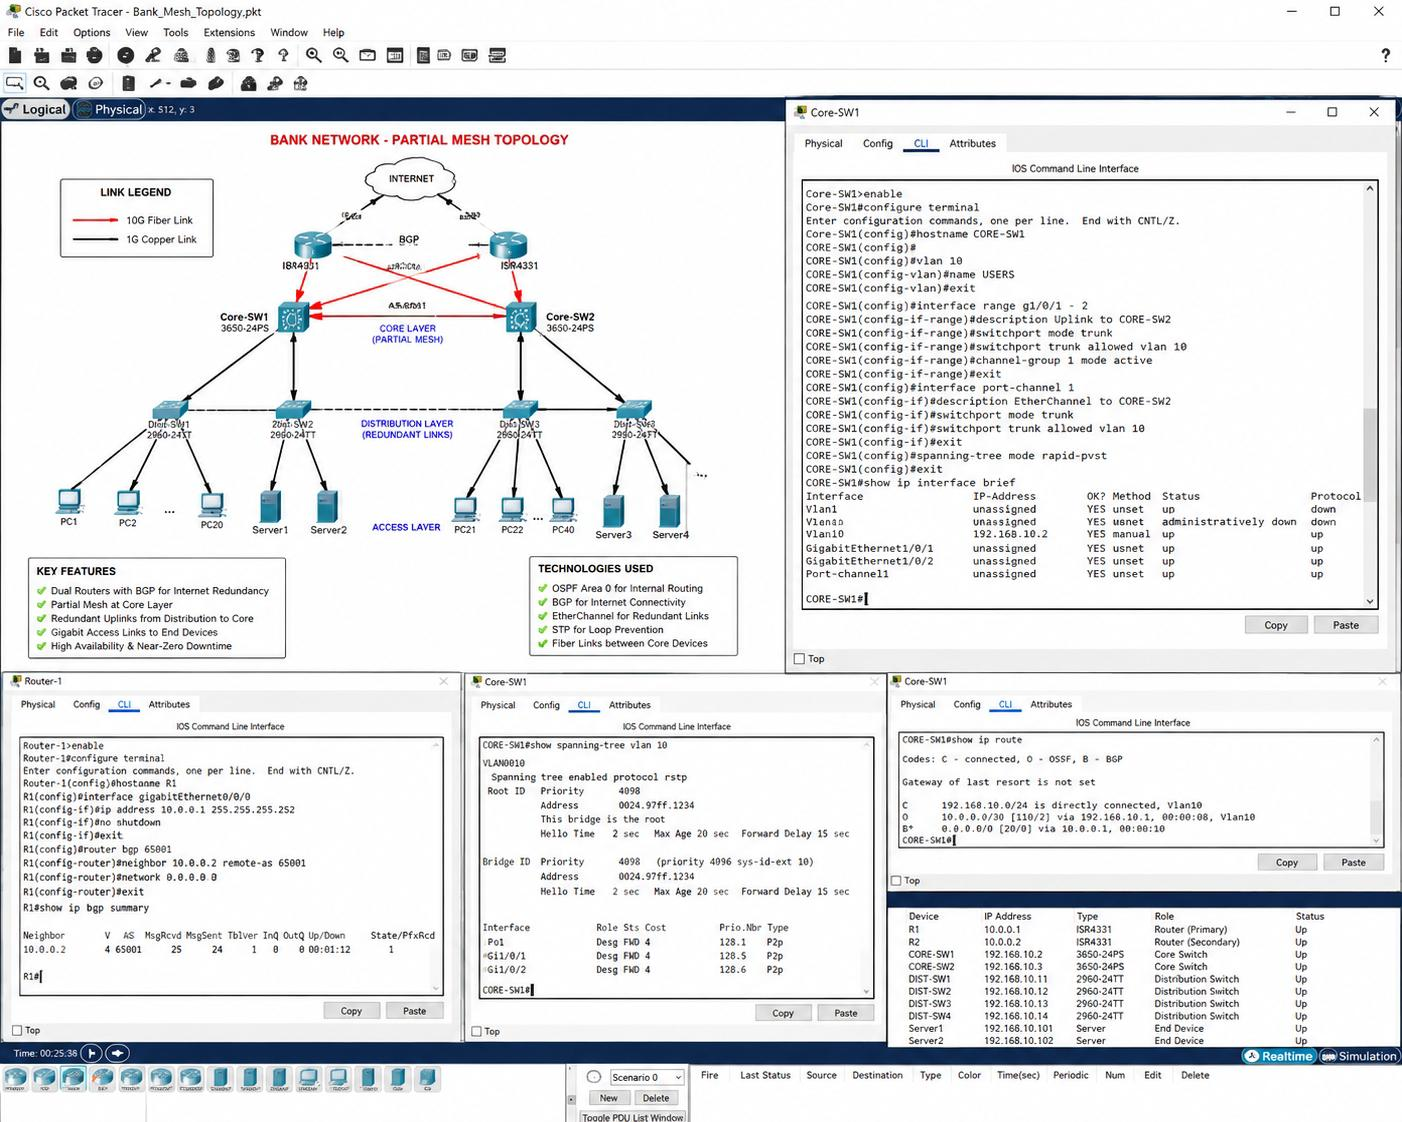 Cisco Packet Tracer - Bank_Mesh_Topology.pkt
File Edit Options View Tools Extensions Window Help
?
Logical Physical x: 512, y: 3
BANK NETWORK - PARTIAL MESH TOPOLOGY
LINK LEGEND
10G Fiber Link
1G Copper Link
INTERNET
BGP
ISR4331
Core-SW1
3650-24PS
Core-SW2
3650-24PS
CORE LAYER
(PARTIAL MESH)
DISTRIBUTION LAYER
(REDUNDANT LINKS)
2960-24TT
2960-24TT
PC1
PC2
...
PC20
Server1
Server2
ACCESS LAYER
PC21
PC22
...
PC40
Server3
Server4
...
KEY FEATURES
Dual Routers with BGP for Internet Redundancy
Partial Mesh at Core Layer
Redundant Uplinks from Distribution to Core
Gigabit Access Links to End Devices
High Availability & Near-Zero Downtime
TECHNOLOGIES USED
OSPF Area 0 for Internal Routing
BGP for Internet Connectivity
EtherChannel for Redundant Links
STP for Loop Prevention
Fiber Links between Core Devices
Core-SW1
Physical Config CLI Attributes
IOS Command Line Interface
Core-SW1>enable
Core-SW1#configure terminal
Enter configuration commands, one per line. End with CNTL/Z.
Core-SW1(config)#hostname CORE-SW1
CORE-SW1(config)#
CORE-SW1(config)#vlan 10
CORE-SW1(config-vlan)#name USERS
CORE-SW1(config-vlan)#exit
CORE-SW1(config)#interface range g1/0/1 - 2
CORE-SW1(config-if-range)#description Uplink to CORE-SW2
CORE-SW1(config-if-range)#switchport mode trunk
CORE-SW1(config-if-range)#switchport trunk allowed vlan 10
CORE-SW1(config-if-range)#channel-group 1 mode active
CORE-SW1(config-if-range)#exit
CORE-SW1(config)#interface port-channel 1
CORE-SW1(config-if)#description EtherChannel to CORE-SW2
CORE-SW1(config-if)#switchport mode trunk
CORE-SW1(config-if)#switchport trunk allowed vlan 10
CORE-SW1(config-if)#exit
CORE-SW1(config)#spanning-tree mode rapid-pvst
CORE-SW1(config)#exit
CORE-SW1#show ip interface brief
Interface IP-Address OK? Method Status Protocol
Vlan1 unassigned YES unset up down
unassigned YES usnet administratively down down
Vlan10 192.168.10.2 YES manual up up
GigabitEthernet1/0/1 unassigned YES usnet up up
GigabitEthernet1/0/2 unassigned YES unset up up
Port-channel1 unassigned YES unset up up
CORE-SW1#
Copy Paste
Top
Router-1
Physical Config CLI Attributes
IOS Command Line Interface
Router-1>enable
Router-1#configure terminal
Enter configuration commands, one per line. End with CNTL/Z.
Router-1(config)#hostname R1
R1(config)#interface gigabitEthernet0/0/0
R1(config-if)#ip address 10.0.0.1 255.255.255.252
R1(config-if)#no shutdown
R1(config-if)#exit
R1(config)#router bgp 65001
R1(config-router)#neighbor 10.0.0.2 remote-as 65001
R1(config-router)#network 0.0.0.0
R1(config-router)#exit
R1#show ip bgp summary
Neighbor V AS MsgRcvd MsgSent Tblver InQ OutQ Up/Down State/PfxRcd
10.0.0.2 4 65001 25 24 1 0 0 00:01:12 1
R1#
Copy Paste
Top
Core-SW1
Physical Config CLI Attributes
IOS Command Line Interface
CORE-SW1#show spanning-tree vlan 10
VLAN0010
Spanning tree enabled protocol rstp
Root ID Priority 4098
Address 0024.97ff.1234
This bridge is the root
Hello Time 2 sec Max Age 20 sec Forward Delay 15 sec
Bridge ID Priority 4098 (priority 4096 sys-id-ext 10)
Address 0024.97ff.1234
Hello Time 2 sec Max Age 20 sec Forward Delay 15 sec
Interface Role Sts Cost Prio.Nbr Type
Po1 Desg FWD 4 128.1 P2p
Gi1/0/1 Desg FWD 4 128.5 P2p
Gi1/0/2 Desg FWD 4 128.6 P2p
CORE-SW1#
Copy Paste
Top
Core-SW1
Physical Config CLI Attributes
IOS Command Line Interface
CORE-SW1#show ip route
Codes: C - connected, O - OSSF, B - BGP
Gateway of last resort is not set
C 192.168.10.0/24 is directly connected, Vlan10
O 10.0.0.0/30 [110/2] via 192.168.10.1, 00:00:08, Vlan10
B* 0.0.0.0/0 [20/0] via 10.0.0.1, 00:00:10
CORE-SW1#
Copy Paste
Top
Device IP Address Type Role Status
R1 10.0.0.1 ISR4331 Router (Primary) Up
R2 10.0.0.2 ISR4331 Router (Secondary) Up
CORE-SW1 192.168.10.2 3650-24PS Core Switch Up
CORE-SW2 192.168.10.3 3650-24PS Core Switch Up
DIST-SW1 192.168.10.11 2960-24TT Distribution Switch Up
DIST-SW2 192.168.10.12 2960-24TT Distribution Switch Up
DIST-SW3 192.168.10.13 2960-24TT Distribution Switch Up
DIST-SW4 192.168.10.14 2960-24TT Distribution Switch Up
Server1 192.168.10.101 Server End Device Up
Server2 192.168.10.102 Server End Device Up
Time: 00:25:38
Realtime Simulation
Scenario 0
New Delete
Toggle PDU List Window
Fire Last Status Source Destination Type Color Time(sec) Periodic Num Edit Delete